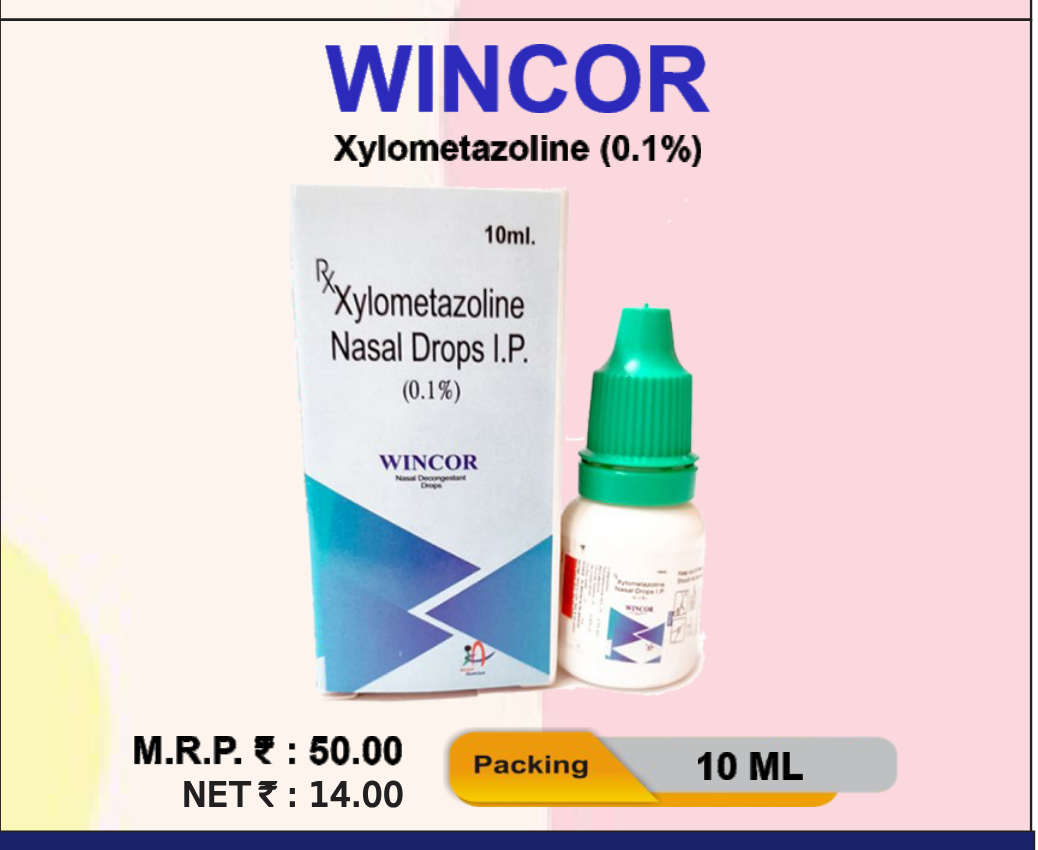 WINCOR
Xylometazoline (0.1%)
10ml.
Rx
Xylometazoline
Nasal Drops I.P.
(0.1%)
WINCOR
Nasal Decongestant
Drops
Xylometazoline
Nasal Drops I.P.
WINCOR
M.R.P. ₹ : 50.00
NET ₹ : 14.00
Packing
10 ML